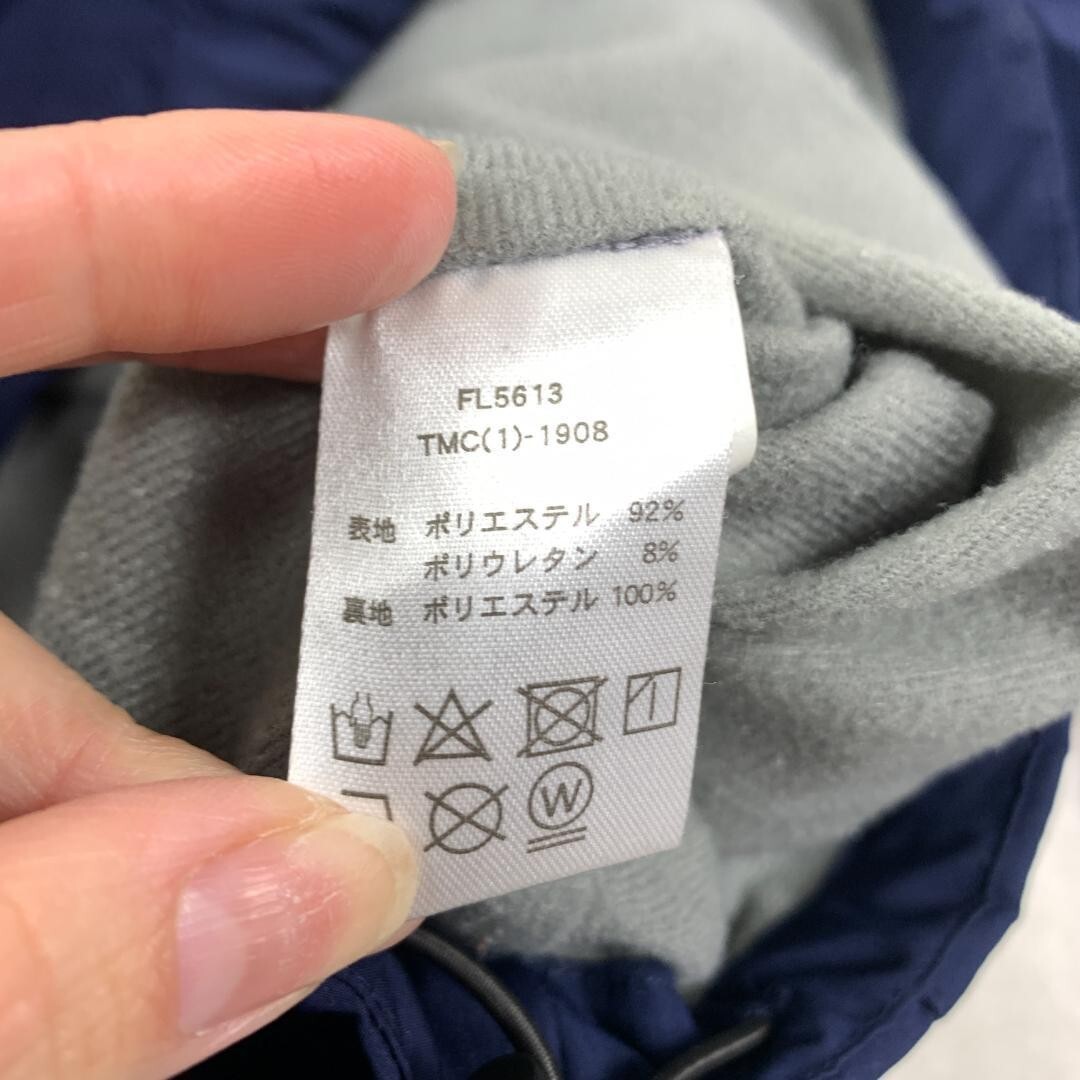 FL5613
TMC(1)-1908
表地 ポリエステル 92%
ポリウレタン 8%
裏地 ポリエステル 100%
W